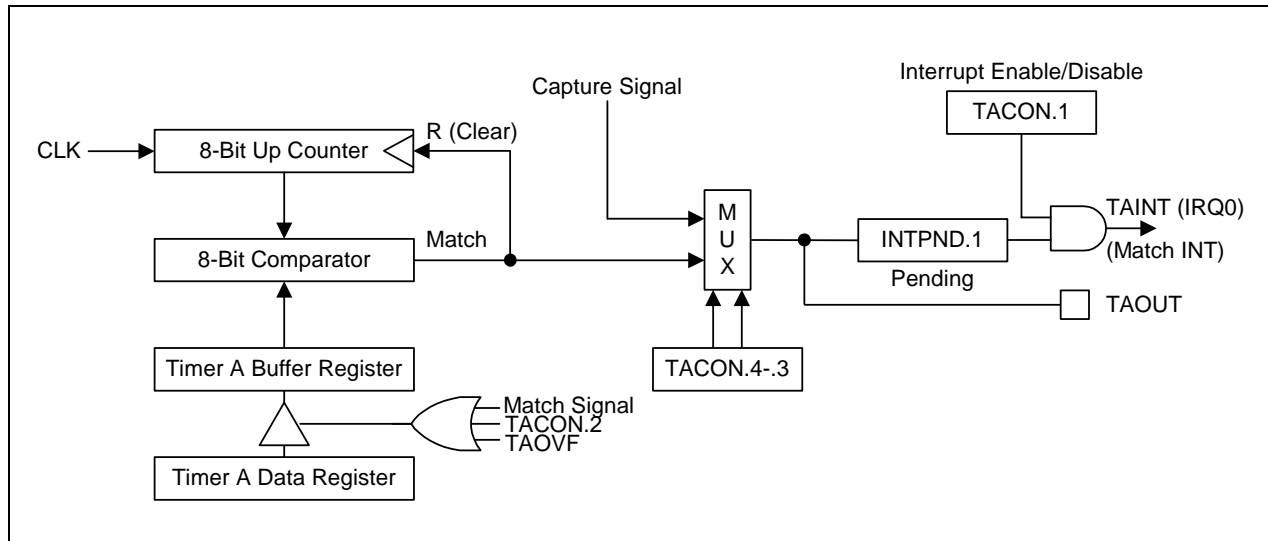 Interrupt Enable/Disable
Capture Signal
TACON.1
R (Clear)
CLK
8-Bit Up Counter
M
U
X
TAINT (IRQ0)
Match
INTPND.1
(Match INT)
8-Bit Comparator
Pending
TAOUT
Timer A Buffer Register
TACON.4-.3
Match Signal
TACON.2
TAOVF
Timer A Data Register